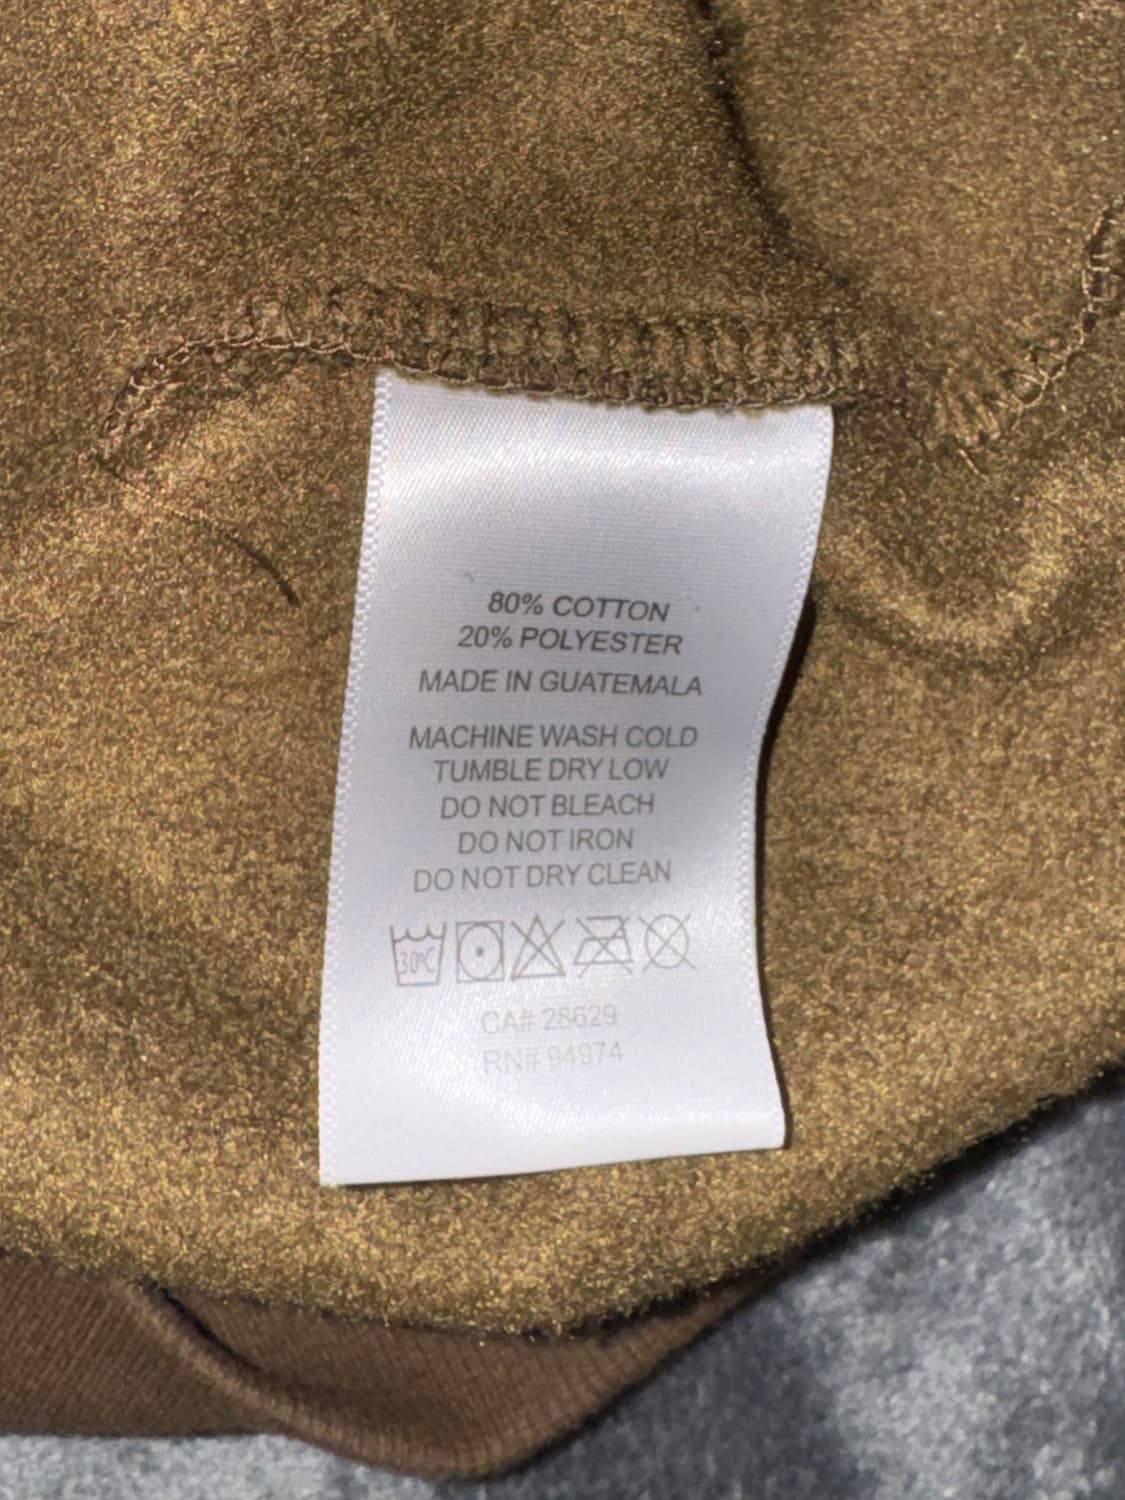 80% COTTON
20% POLYESTER
MADE IN GUATEMALA
MACHINE WASH COLD
TUMBLE DRY LOW
DO NOT BLEACH
DO NOT IRON
DO NOT DRY CLEAN
30°C
CA# 28629
RN# 94974